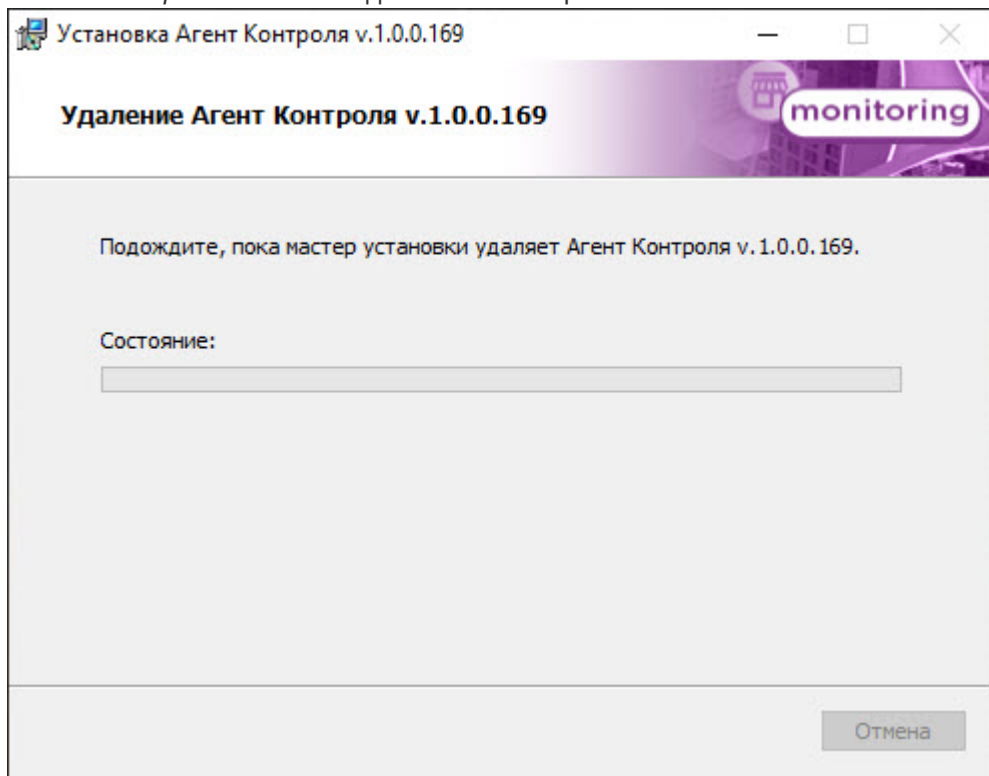 Установка Агент Контроля v.1.0.0.169
Удаление Агент Контроля v.1.0.0.169
monitoring
Подождите, пока мастер установки удаляет Агент Контроля v.1.0.0.169.
Состояние:
Отмена